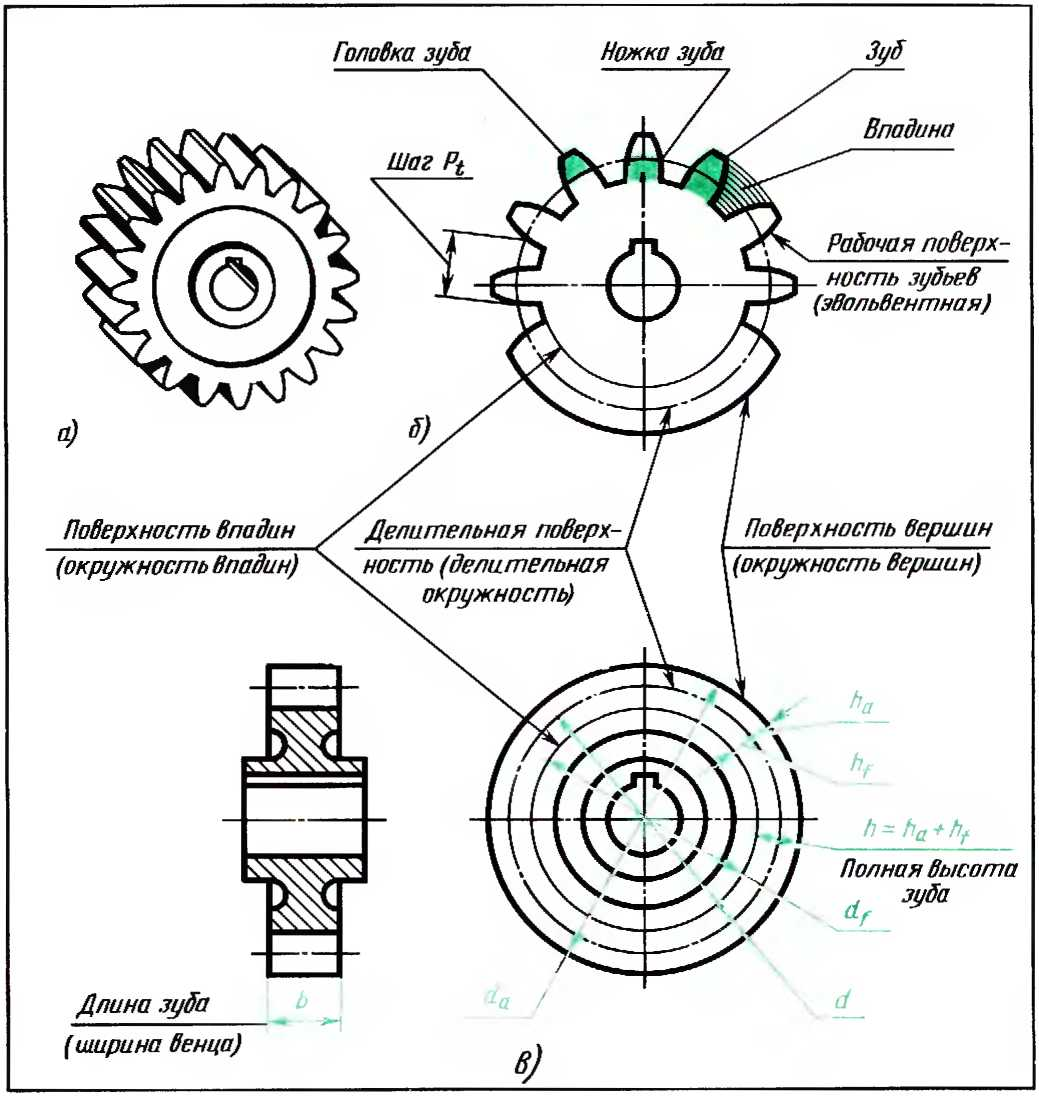 Головка зуба
Ножка зуба
Зуб
Впадина
Шаг Pt
Рабочая поверх-
ность зубьев
(эвольвентная)
а)
б)
Поверхность впадин
(окружность впадин)
Делительная поверх-
ность (делительная
окружность)
Поверхность вершин
(окружность вершин)
ha
hf
h = ha + hf
Полная высота
зуба
df
da
d
b
Длина зуба
(ширина венца)
в)